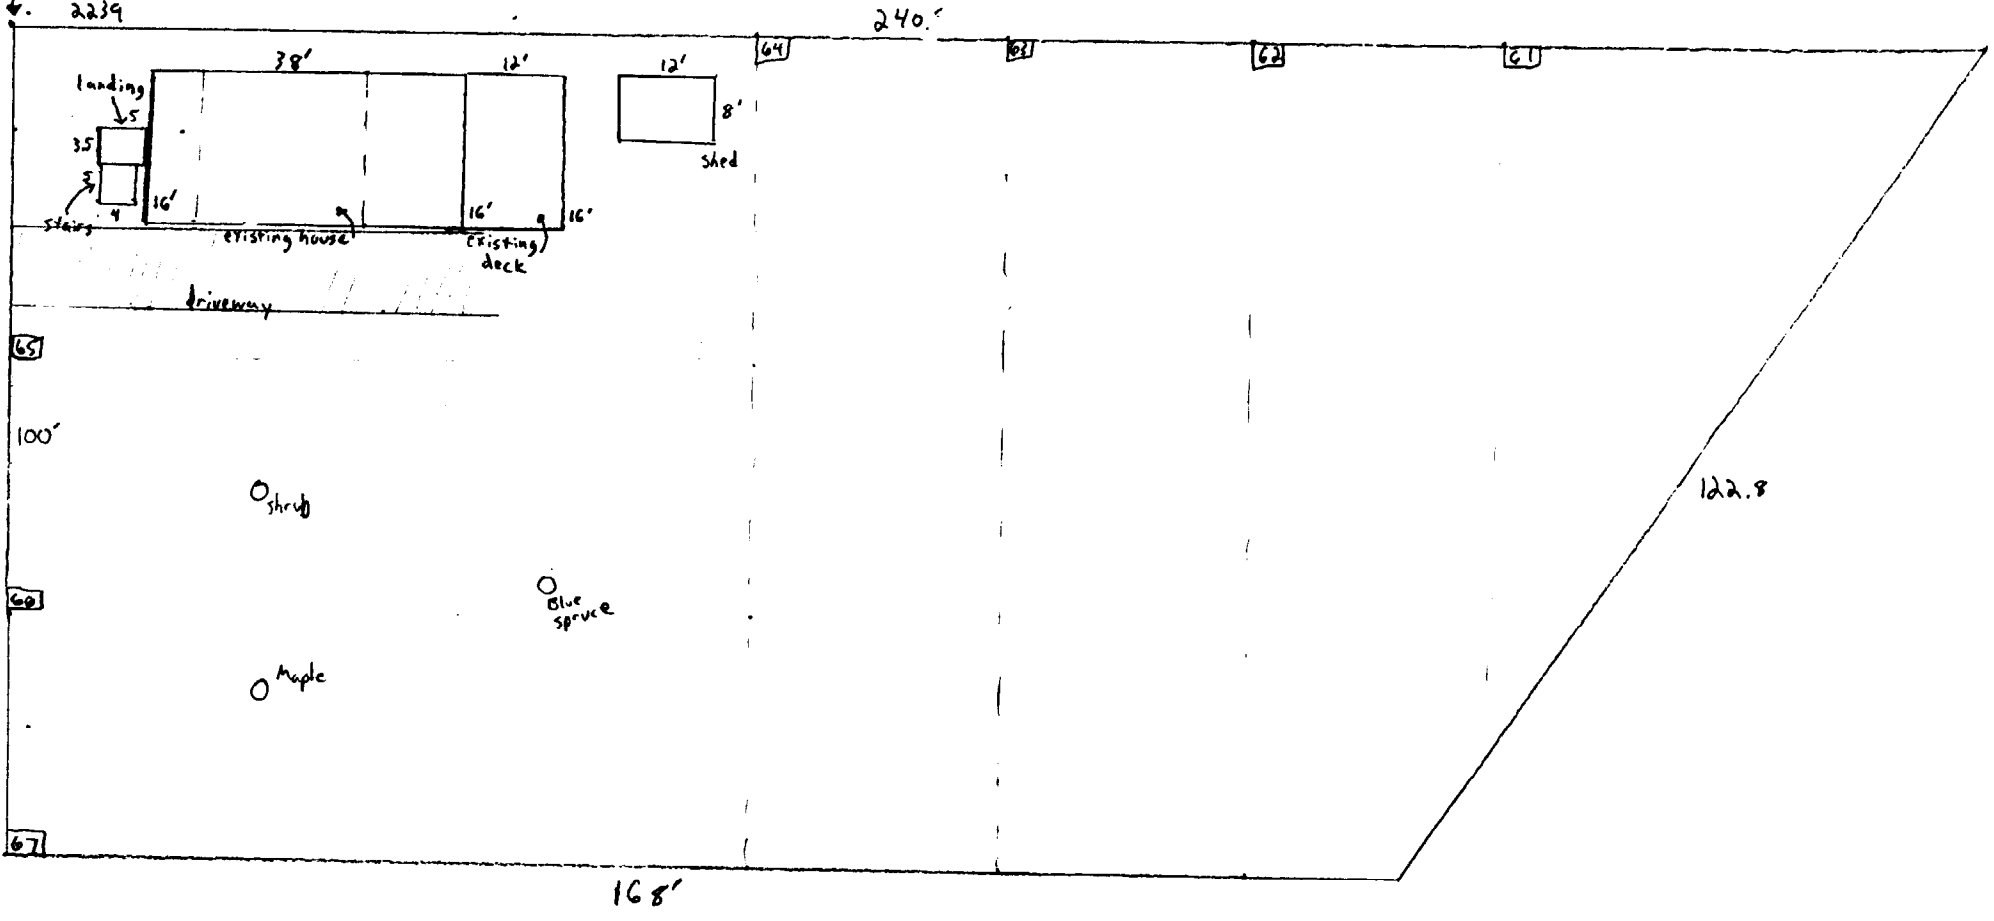 2239
240.
64
63
62
61
38'
12'
12'
landing
5
3.5
8'
shed
5
4
stairs
16'
16'
16'
existing house
existing
deck
driveway
65
100'
shrub
122.8
66
Blue
spruce
Maple
67
168'